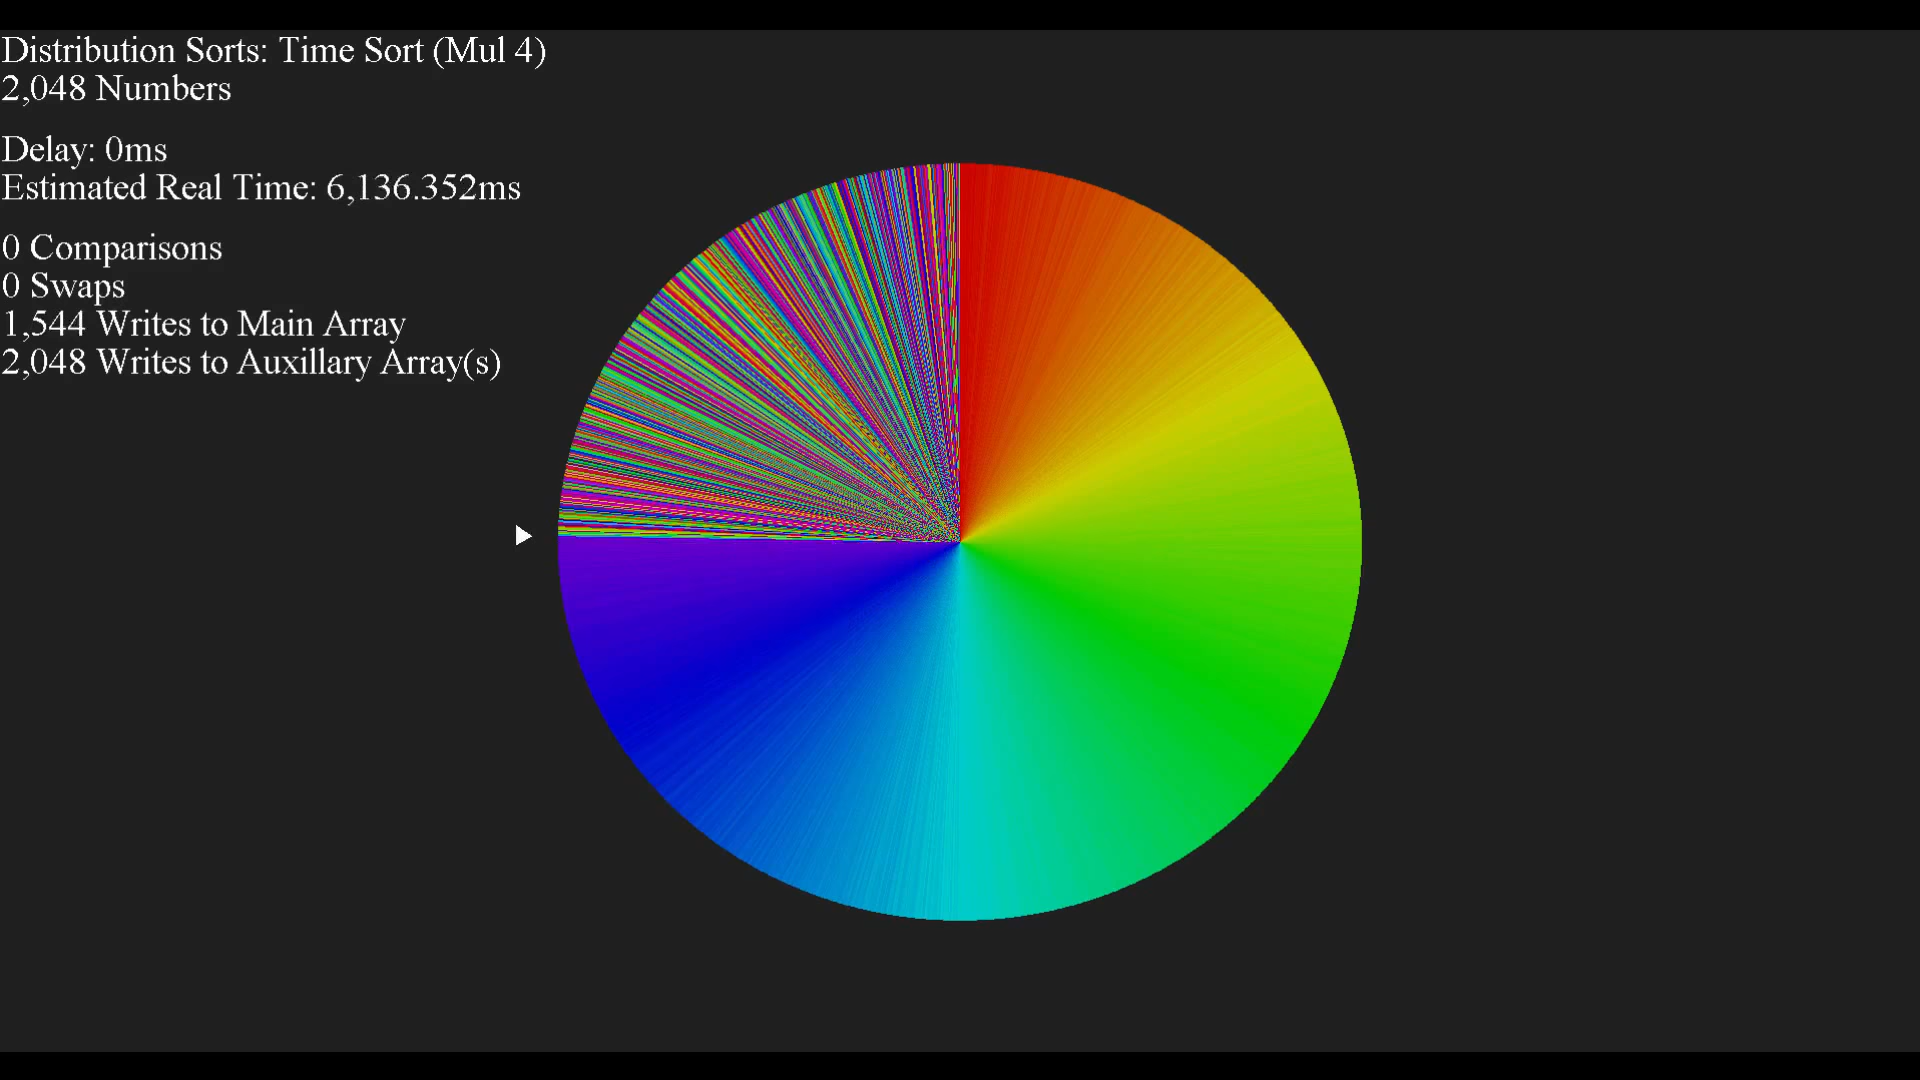 Distribution Sorts: Time Sort (Mul 4)
2,048 Numbers
Delay: 0ms
Estimated Real Time: 6,136.352ms
0 Comparisons
0 Swaps
1,544 Writes to Main Array
2,048 Writes to Auxillary Array(s)